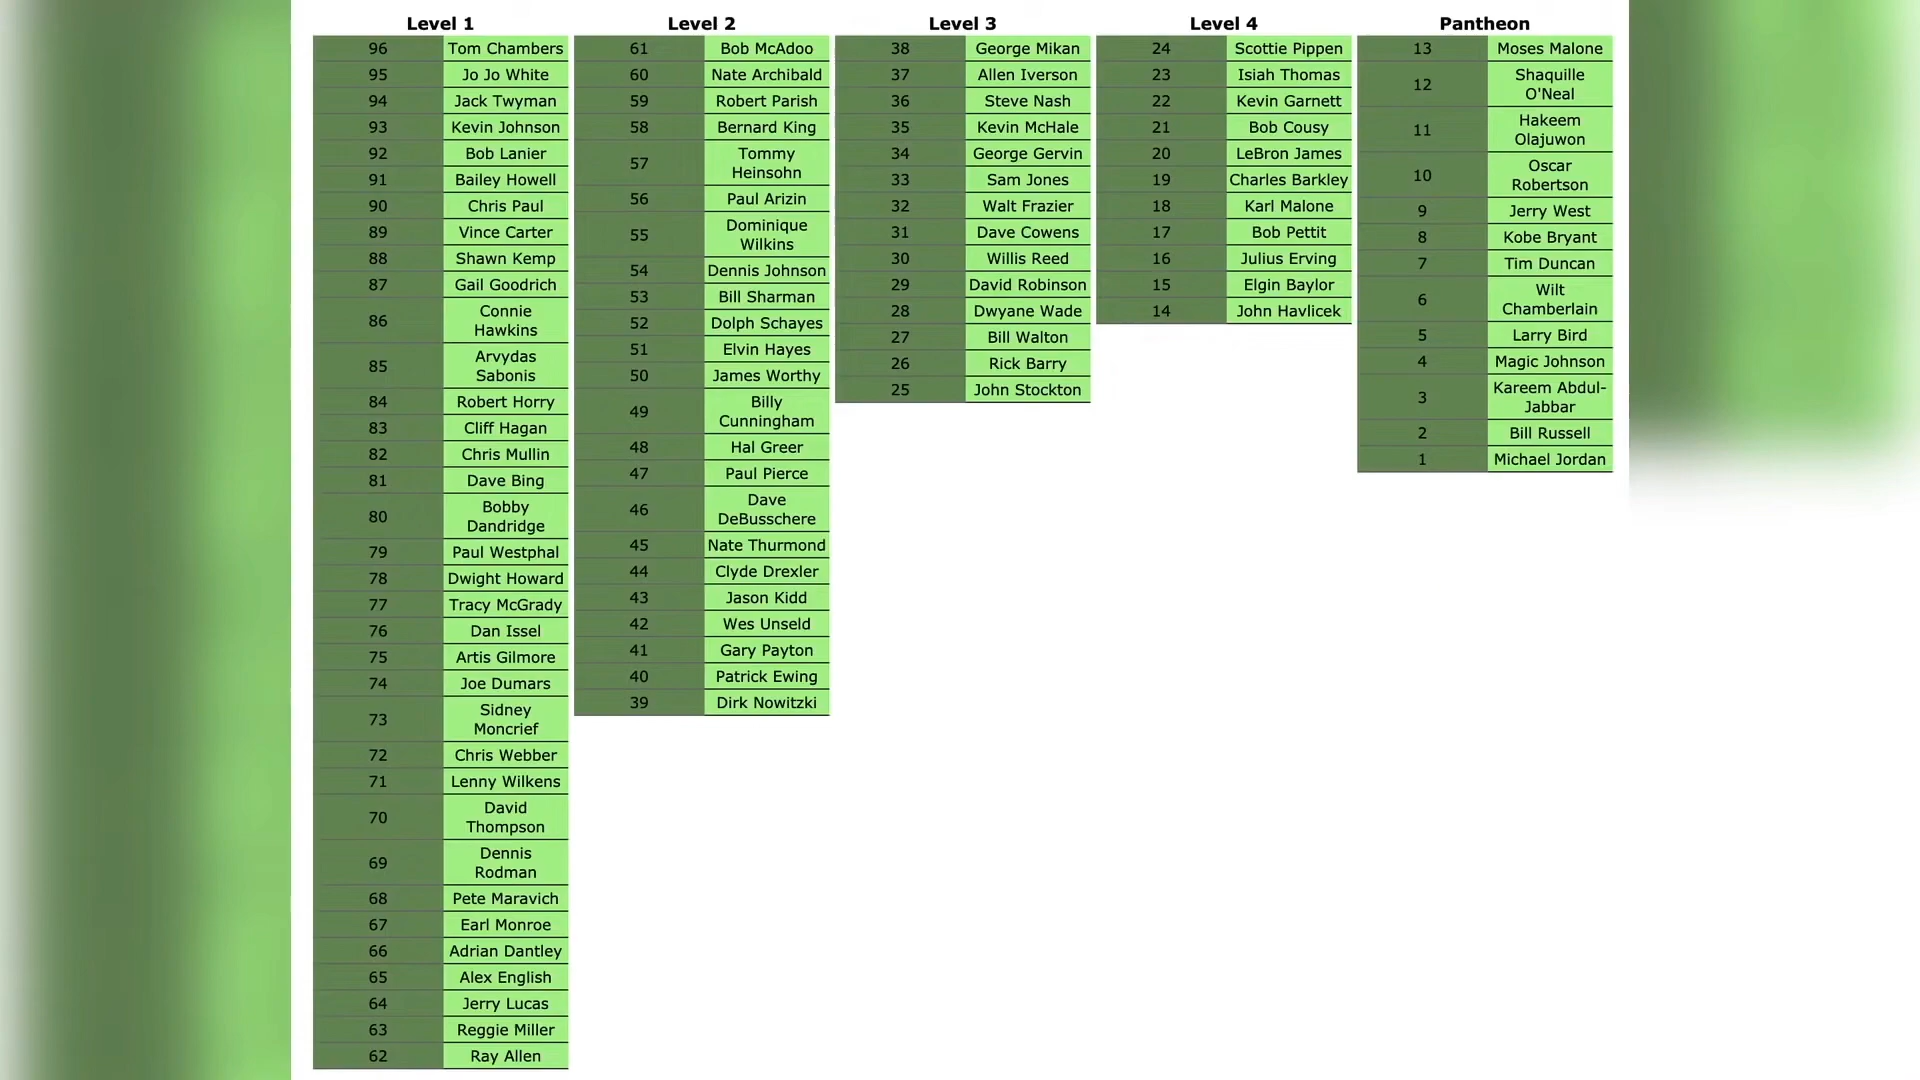 Level 1
96 Tom Chambers
95 Jo Jo White
94 Jack Twyman
93 Kevin Johnson
92 Bob Lanier
91 Bailey Howell
90 Chris Paul
89 Vince Carter
88 Shawn Kemp
87 Gail Goodrich
86 Connie
Hawkins
85 Arvydas
Sabonis
84 Robert Horry
83 Cliff Hagan
82 Chris Mullin
81 Dave Bing
80 Bobby
Dandridge
79 Paul Westphal
78 Dwight Howard
77 Tracy McGrady
76 Dan Issel
75 Artis Gilmore
74 Joe Dumars
73 Sidney
Moncrief
72 Chris Webber
71 Lenny Wilkens
70 David
Thompson
69 Dennis
Rodman
68 Pete Maravich
67 Earl Monroe
66 Adrian Dantley
65 Alex English
64 Jerry Lucas
63 Reggie Miller
62 Ray Allen
Level 2
61 Bob McAdoo
60 Nate Archibald
59 Robert Parish
58 Bernard King
57 Tommy
Heinsohn
56 Paul Arizin
55 Dominique
Wilkins
54 Dennis Johnson
53 Bill Sharman
52 Dolph Schayes
51 Elvin Hayes
50 James Worthy
49 Billy
Cunningham
48 Hal Greer
47 Paul Pierce
46 Dave
DeBusschere
45 Nate Thurmond
44 Clyde Drexler
43 Jason Kidd
42 Wes Unseld
41 Gary Payton
40 Patrick Ewing
39 Dirk Nowitzki
Level 3
38 George Mikan
37 Allen Iverson
36 Steve Nash
35 Kevin McHale
34 George Gervin
33 Sam Jones
32 Walt Frazier
31 Dave Cowens
30 Willis Reed
29 David Robinson
28 Dwyane Wade
27 Bill Walton
26 Rick Barry
25 John Stockton
Level 4
24 Scottie Pippen
23 Isiah Thomas
22 Kevin Garnett
21 Bob Cousy
20 LeBron James
19 Charles Barkley
18 Karl Malone
17 Bob Pettit
16 Julius Erving
15 Elgin Baylor
14 John Havlicek
Pantheon
13 Moses Malone
12 Shaquille
O'Neal
11 Hakeem
Olajuwon
10 Oscar
Robertson
9 Jerry West
8 Kobe Bryant
7 Tim Duncan
6 Wilt
Chamberlain
5 Larry Bird
4 Magic Johnson
3 Kareem Abdul-
Jabbar
2 Bill Russell
1 Michael Jordan